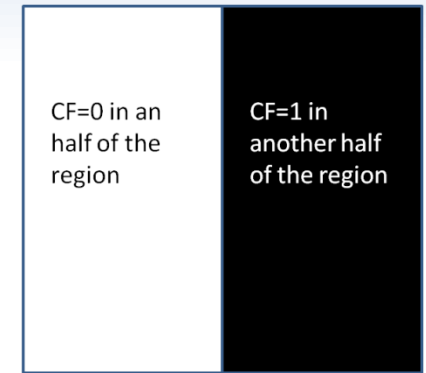 CF=0 in an
half of the
region
CF=1 in
another half
of the region